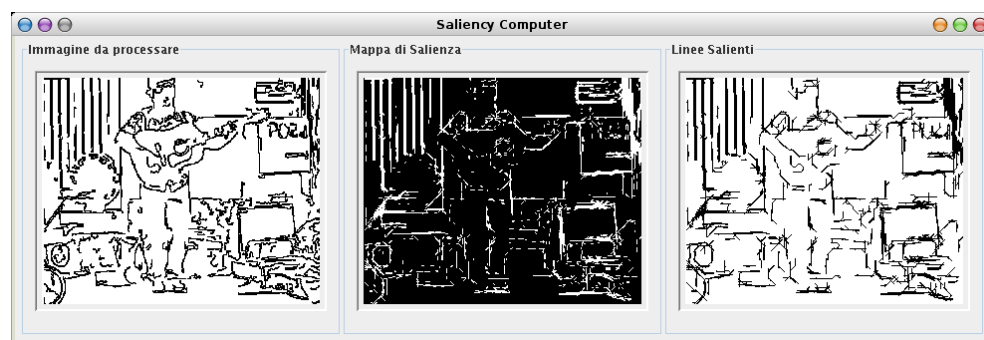 Saliency Computer
Immagine da processare
Mappa di Salienza
Linee Salienti